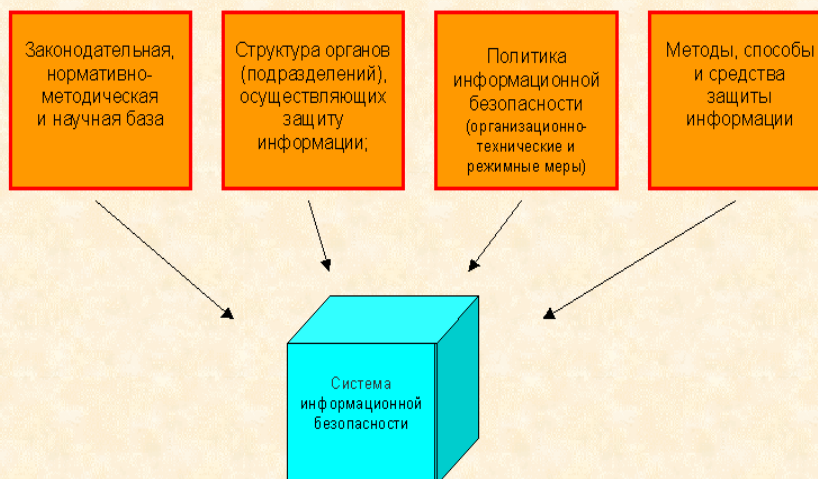 Законодательная,
нормативно-
методическая
и научная база
Структура органов
(подразделений),
осуществляющих
защиту
информации;
Политика
информационной
безопасности
(организационно-
технические и
режимные меры)
Методы, способы
и средства
защиты
информации
Система
информационной
безопасности